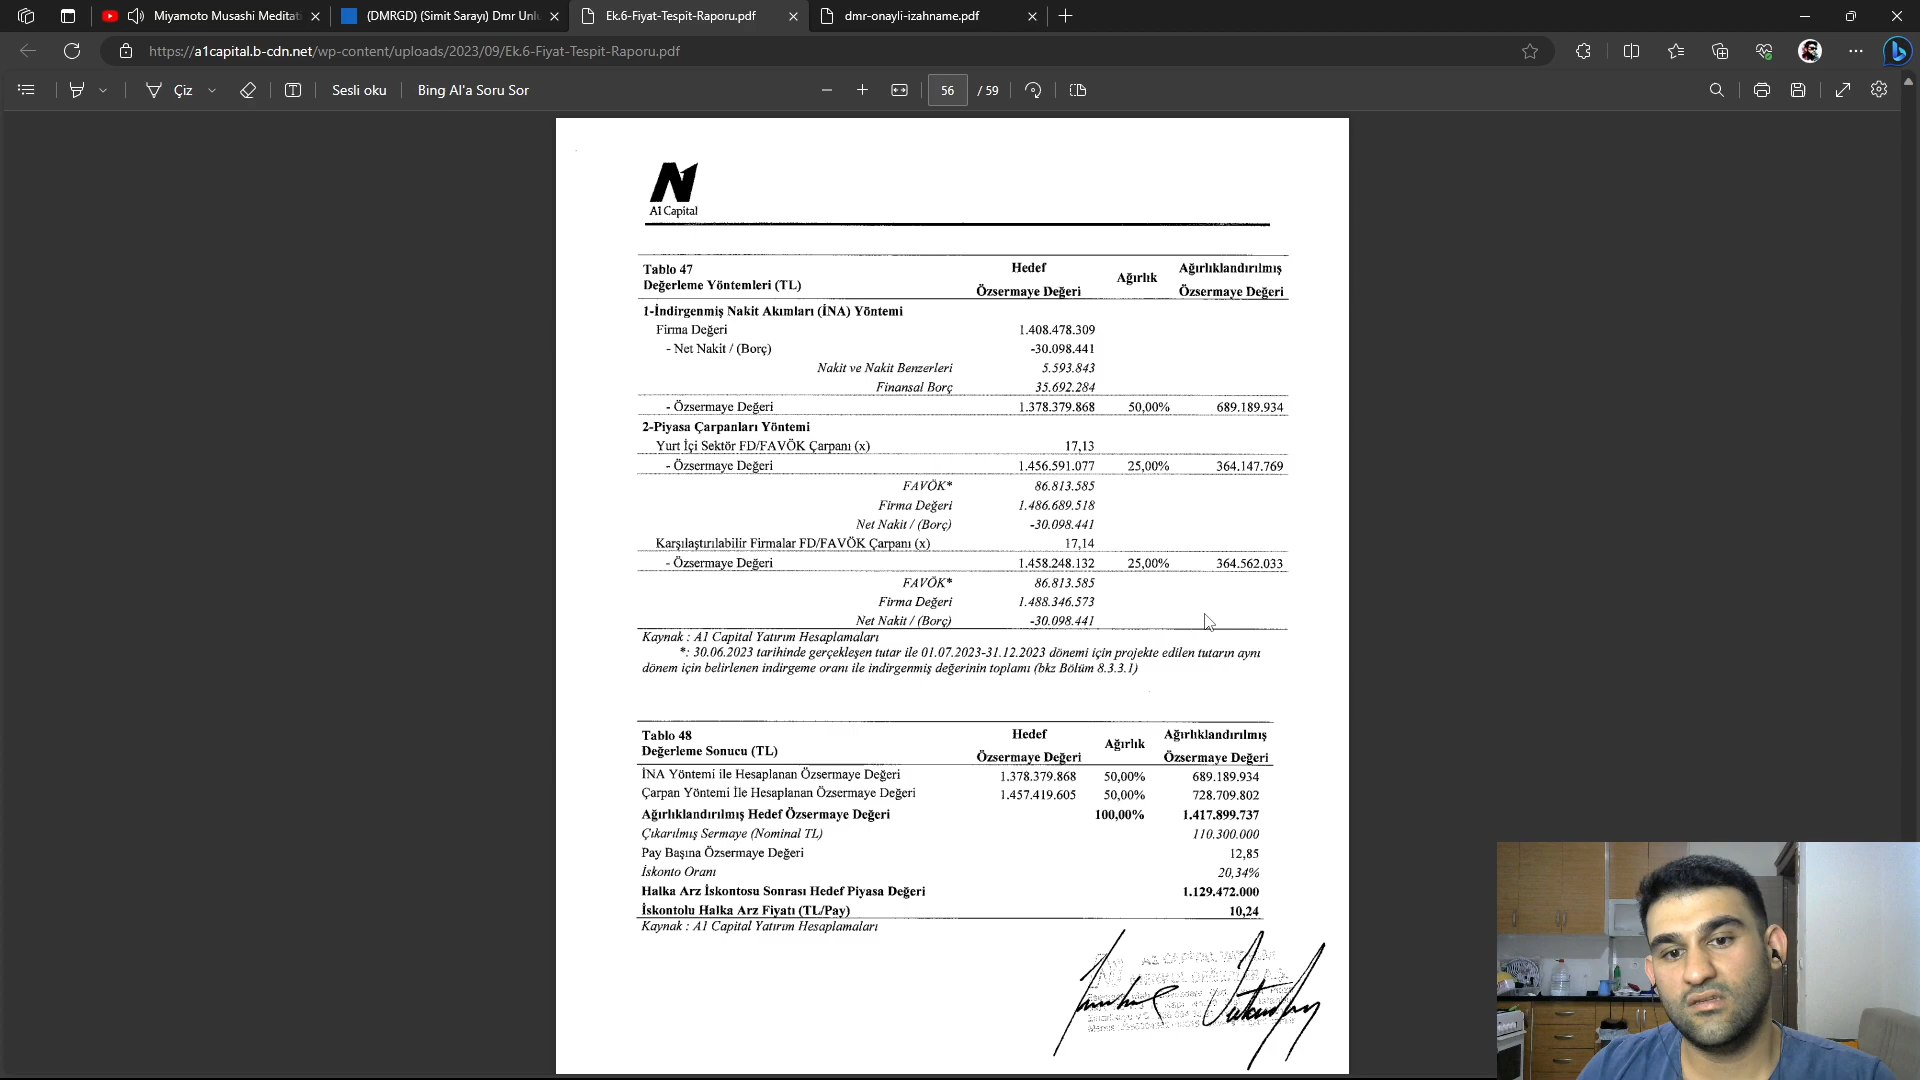 Miyamoto Musashi Meditati
(DMRGD) (Simit Sarayı) Dmr Unlu
Ek.6-Fiyat-Tespit-Raporu.pdf
dmr-onayli-izahname.pdf
https://a1capital.b-cdn.net/wp-content/uploads/2023/09/Ek.6-Fiyat-Tespit-Raporu.pdf
Çiz
Sesli oku
Bing AI'a Soru Sor
56 / 59
A1 Capital
Tablo 47 Hedef Ağırlık Ağırlıklandırılmış
Değerleme Yöntemleri (TL) Özsermaye Değeri Özsermaye Değeri
1-İndirgenmiş Nakit Akımları (İNA) Yöntemi
Firma Değeri 1.408.478.309
- Net Nakit / (Borç) -30.098.441
Nakit ve Nakit Benzerleri 5.593.843
Finansal Borç 35.692.284
- Özsermaye Değeri 1.378.379.868 50,00% 689.189.934
2-Piyasa Çarpanları Yöntemi
Yurt İçi Sektör FD/FAVÖK Çarpanı (x) 17,13
- Özsermaye Değeri 1.456.591.077 25,00% 364.147.769
FAVÖK* 86.813.585
Firma Değeri 1.486.689.518
Net Nakit / (Borç) -30.098.441
Karşılaştırılabilir Firmalar FD/FAVÖK Çarpanı (x) 17,14
- Özsermaye Değeri 1.458.248.132 25,00% 364.562.033
FAVÖK* 86.813.585
Firma Değeri 1.488.346.573
Net Nakit / (Borç) -30.098.441
Kaynak : A1 Capital Yatırım Hesaplamaları
*: 30.06.2023 tarihinde gerçekleşen tutar ile 01.07.2023-31.12.2023 dönemi için projekte edilen tutarın aynı
dönem için belirlenen indirgeme oranı ile indirgenmiş değerinin toplamı (bkz Bölüm 8.3.3.1)
Tablo 48 Hedef Ağırlık Ağırlıklandırılmış
Değerleme Sonucu (TL) Özsermaye Değeri Özsermaye Değeri
İNA Yöntemi ile Hesaplanan Özsermaye Değeri 1.378.379.868 50,00% 689.189.934
Çarpan Yöntemi İle Hesaplanan Özsermaye Değeri 1.457.419.605 50,00% 728.709.802
Ağırlıklandırılmış Hedef Özsermaye Değeri 100,00% 1.417.899.737
Çıkarılmış Sermaye (Nominal TL) 110.300.000
Pay Başına Özsermaye Değeri 12,85
İskonto Oranı 20,34%
Halka Arz İskontosu Sonrası Hedef Piyasa Değeri 1.129.472.000
İskontolu Halka Arz Fiyatı (TL/Pay) 10,24
Kaynak : A1 Capital Yatırım Hesaplamaları
A1 CAPITAL YATIRIM
MENKUL DEĞERLER A.Ş.